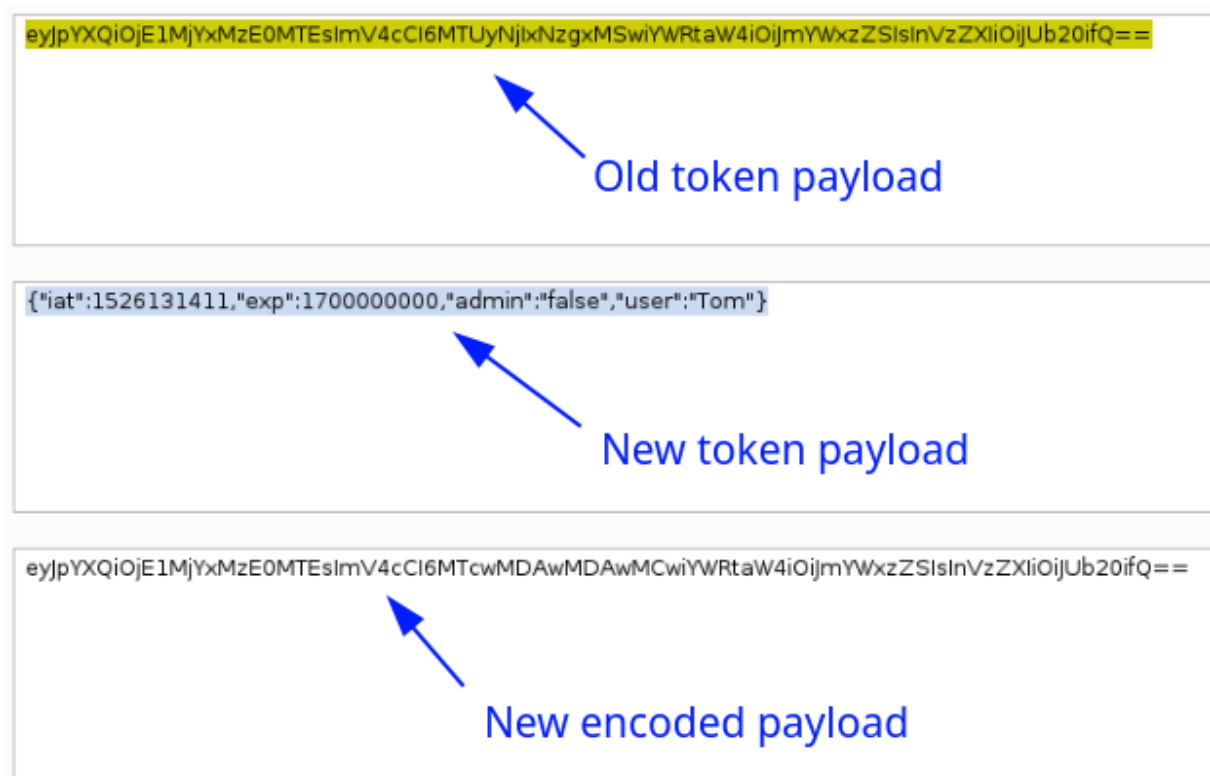 eyJpYXQiOjE1MjYxMzE0MTEsImV4cCI6MTUyNjIxNzgxMSwiYWRtaW4iOiJmYWxzZSIsInVzZXIiOiJUb20ifQ==
Old token payload
{"iat":1526131411,"exp":1700000000,"admin":"false","user":"Tom"}
New token payload
eyJpYXQiOjE1MjYxMzE0MTEsImV4cCI6MTcwMDAwMDAwMCwiYWRtaW4iOiJmYWxzZSIsInVzZXIiOiJUb20ifQ==
New encoded payload